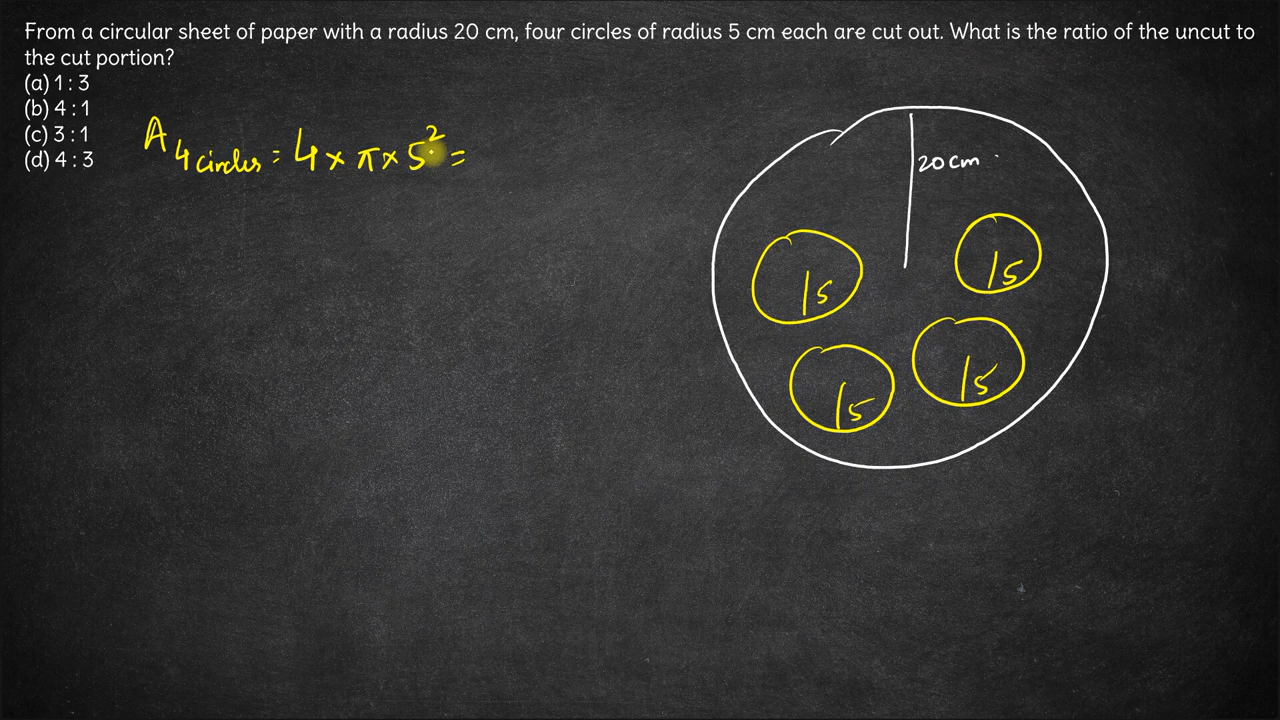 From a circular sheet of paper with a radius 20 cm, four circles of radius 5 cm each are cut out. What is the ratio of the uncut to
the cut portion?
(a) 1 : 3
(b) 4 : 1
(c) 3 : 1
(d) 4 : 3
A 4 circles = 4 × π × 5² =
20 cm
5
5
5
5